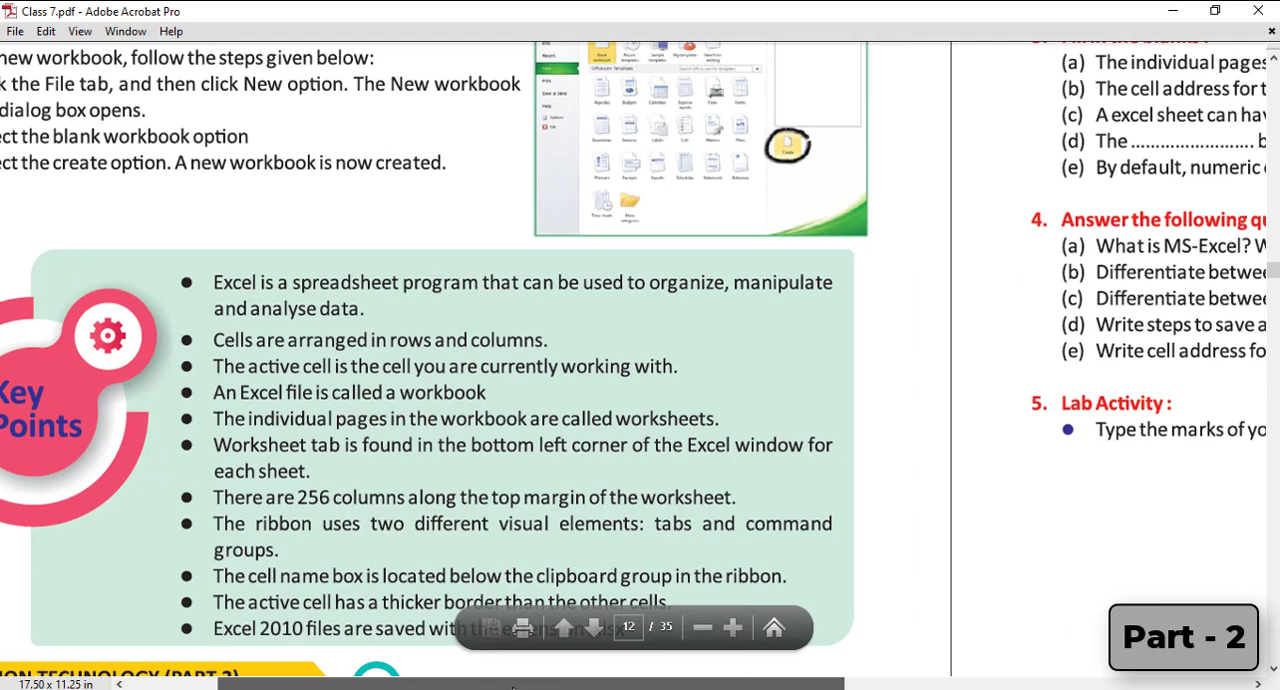 Class 7.pdf - Adobe Acrobat Pro
File Edit View Window Help
new workbook, follow the steps given below:
k the File tab, and then click New option. The New workbook
dialog box opens.
ect the blank workbook option
ect the create option. A new workbook is now created.
Key
Points
● Excel is a spreadsheet program that can be used to organize, manipulate
and analyse data.
● Cells are arranged in rows and columns.
● The active cell is the cell you are currently working with.
● An Excel file is called a workbook
● The individual pages in the workbook are called worksheets.
● Worksheet tab is found in the bottom left corner of the Excel window for
each sheet.
● There are 256 columns along the top margin of the worksheet.
● The ribbon uses two different visual elements: tabs and command
groups.
● The cell name box is located below the clipboard group in the ribbon.
● The active cell has a thicker border than the other cells.
● Excel 2010 files are saved with the extension .xlsx
12 / 35
(a) The individual pages
(b) The cell address for t
(c) A excel sheet can hav
(d) The ......................... b
(e) By default, numeric
4. Answer the following qu
(a) What is MS-Excel? W
(b) Differentiate betwee
(c) Differentiate betwee
(d) Write steps to save a
(e) Write cell address fo
5. Lab Activity :
● Type the marks of yo
Part - 2
17.50 x 11.25 in